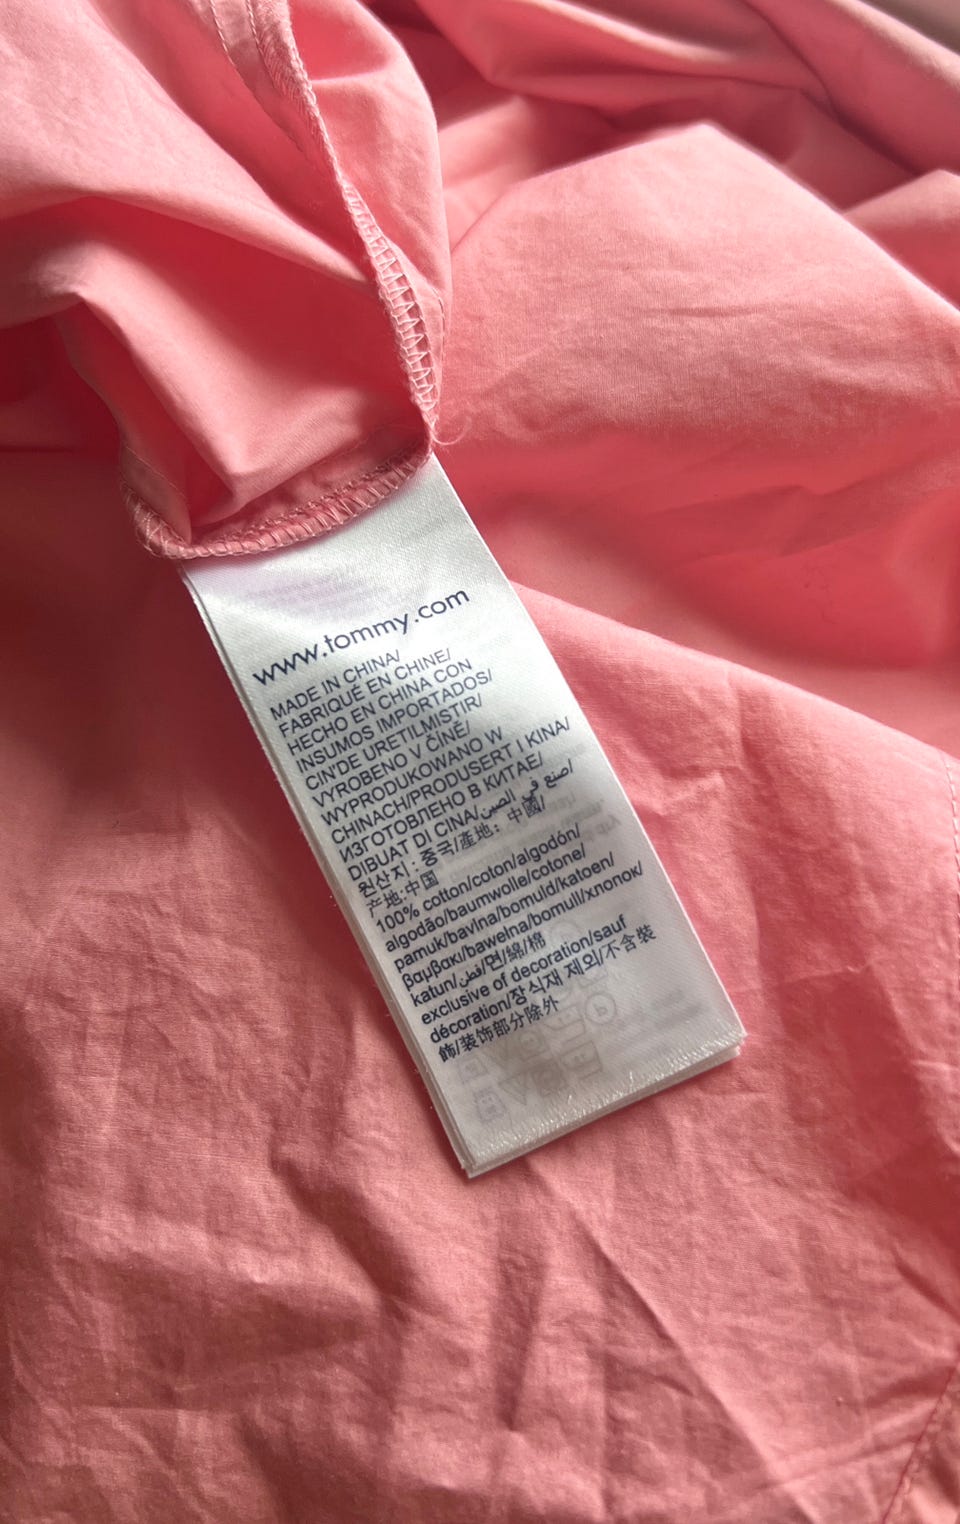 www.tommy.com
MADE IN CHINA/
FABRIQUÉ EN CHINE/
HECHO EN CHINA CON
INSUMOS IMPORTADOS/
CIN'DE URETILMISTIR/
VYROBENO V ČÍNĚ/
WYPRODUKOWANO W
CHINACH/PRODUSERT I KINA/
ИЗГОТОВЛЕНО В КИТАЕ/
DIBUAT DI CINA/صنع في الصين/
원산지 : 중국/產地: 中國/
产地:中国
100% cotton/coton/algodón/
algodão/baumwolle/cotone/
pamuk/bavlna/bomuld/katoen/
βαμβακι/bawełna/bomull/хлопок/
katun/قطن/면/綿/棉
exclusive of decoration/sauf
décoration/장식재 제외/不含裝
飾/装饰部分除外